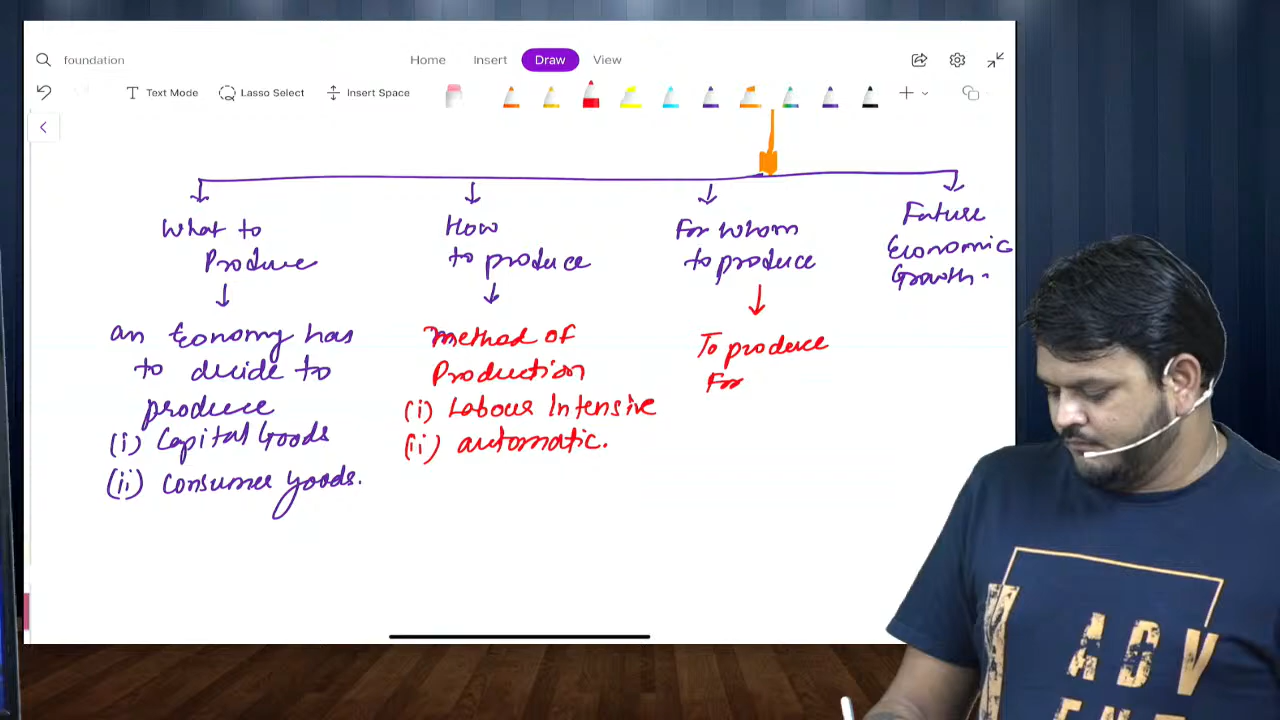 foundation
Home Insert Draw View
Text Mode Lasso Select Insert Space
What to
Produce
an Economy has
to decide to
produce
(i) Capital Goods
(ii) Consumer goods.
How
to produce
method of
Production
(i) Labour Intensive
(ii) automatic.
For whom
to produce
To produce
For
Future
Economic
Growth.
ADV